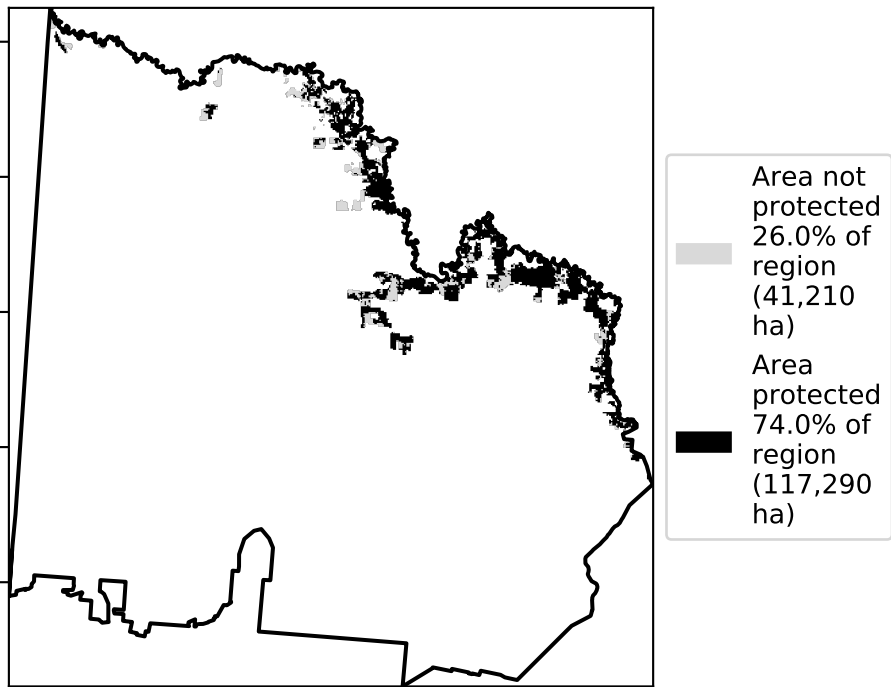 Area not
protected
26.0% of
region
(41,210
ha)
Area
protected
74.0% of
region
(117,290
ha)